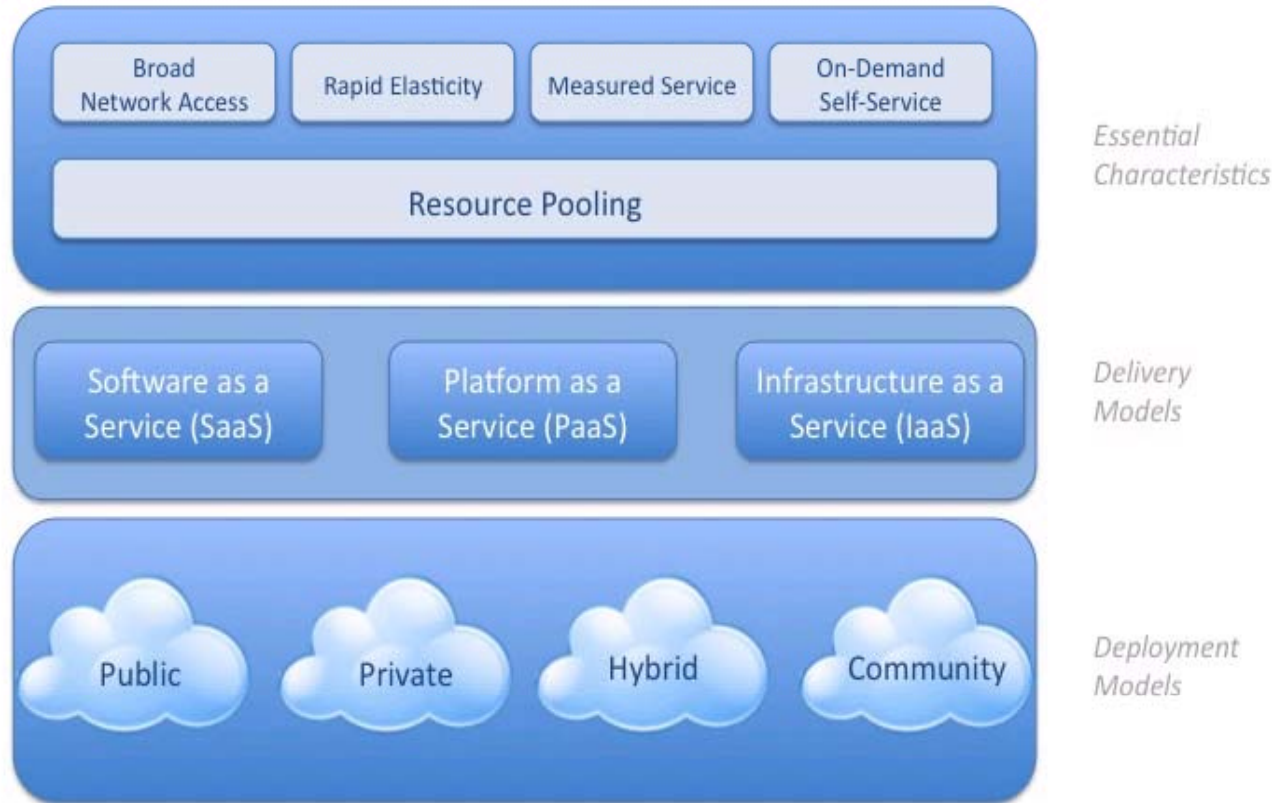 Broad
Network Access
Rapid Elasticity
Measured Service
On-Demand
Self-Service
Resource Pooling
Essential
Characteristics
Software as a
Service (SaaS)
Platform as a
Service (PaaS)
Infrastructure as a
Service (IaaS)
Delivery
Models
Public
Private
Hybrid
Community
Deployment
Models